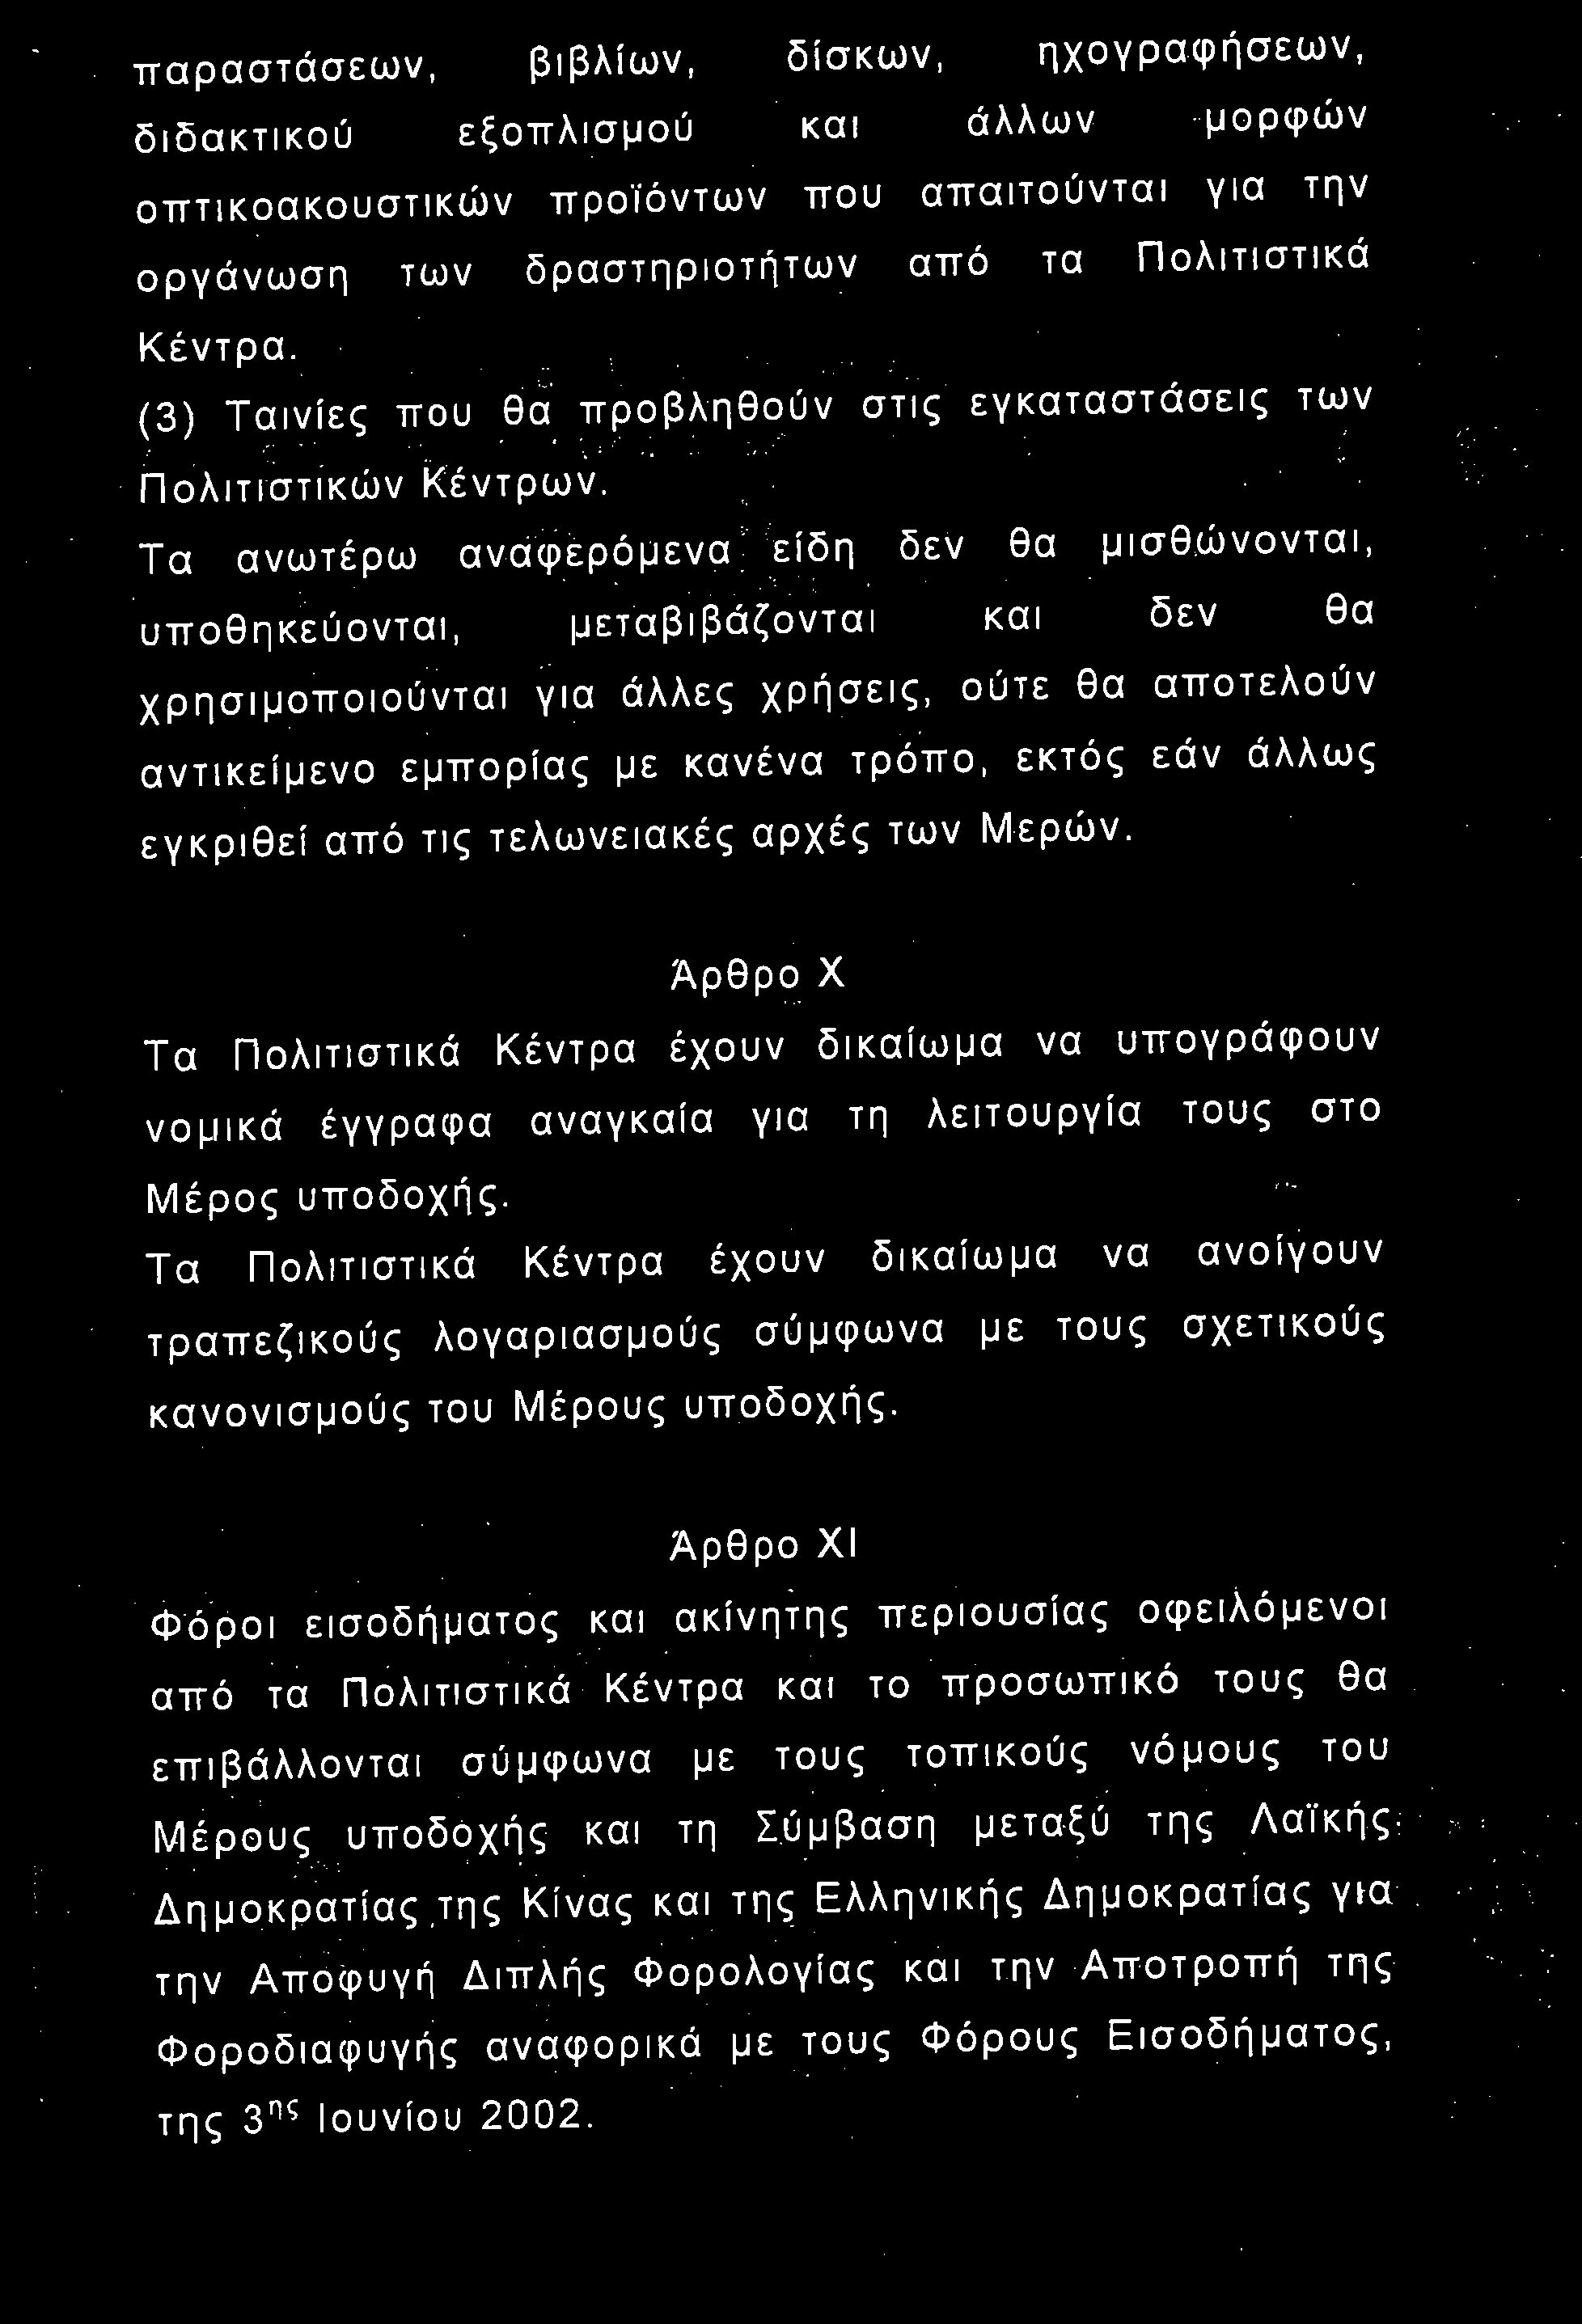 παραστάσεων, βιβλίων, δίσκων, ηχογραφήσεων,
διδακτικού εξοπλισμού και άλλων μορφών
οπτικοακουστικών προϊόντων που απαιτούνται για την
οργάνωση των δραστηριοτήτων από τα Πολιτιστικά
Κέντρα.
(3) Ταινίες που θα προβληθούν στις εγκαταστάσεις των
Πολιτιστικών Κέντρων.
Τα ανωτέρω αναφερόμενα είδη δεν θα μισθώνονται,
υποθηκεύονται, μεταβιβάζονται και δεν θα
χρησιμοποιούνται για άλλες χρήσεις, ούτε θα αποτελούν
αντικείμενο εμπορίας με κανένα τρόπο, εκτός εάν άλλως
εγκριθεί από τις τελωνειακές αρχές των Μερών.
Άρθρο Χ
Τα Πολιτιστικά Κέντρα έχουν δικαίωμα να υπογράφουν
νομικά έγγραφα αναγκαία για τη λειτουργία τους στο
Μέρος υποδοχής.
Τα Πολιτιστικά Κέντρα έχουν δικαίωμα να ανοίγουν
τραπεζικούς λογαριασμούς σύμφωνα με τους σχετικούς
κανονισμούς του Μέρους υποδοχής.
Άρθρο ΧΙ
Φόροι εισοδήματος και ακίνητης περιουσίας οφειλόμενοι
από τα Πολιτιστικά Κέντρα και το προσωπικό τους θα
επιβάλλονται σύμφωνα με τους τοπικούς νόμους του
Μέρους υποδοχής και τη Σύμβαση μεταξύ της Λαϊκής
Δημοκρατίας της Κίνας και της Ελληνικής Δημοκρατίας για
την Αποφυγή Διπλής Φορολογίας και την Αποτροπή της
Φοροδιαφυγής αναφορικά με τους Φόρους Εισοδήματος,
της 3ης Ιουνίου 2002.